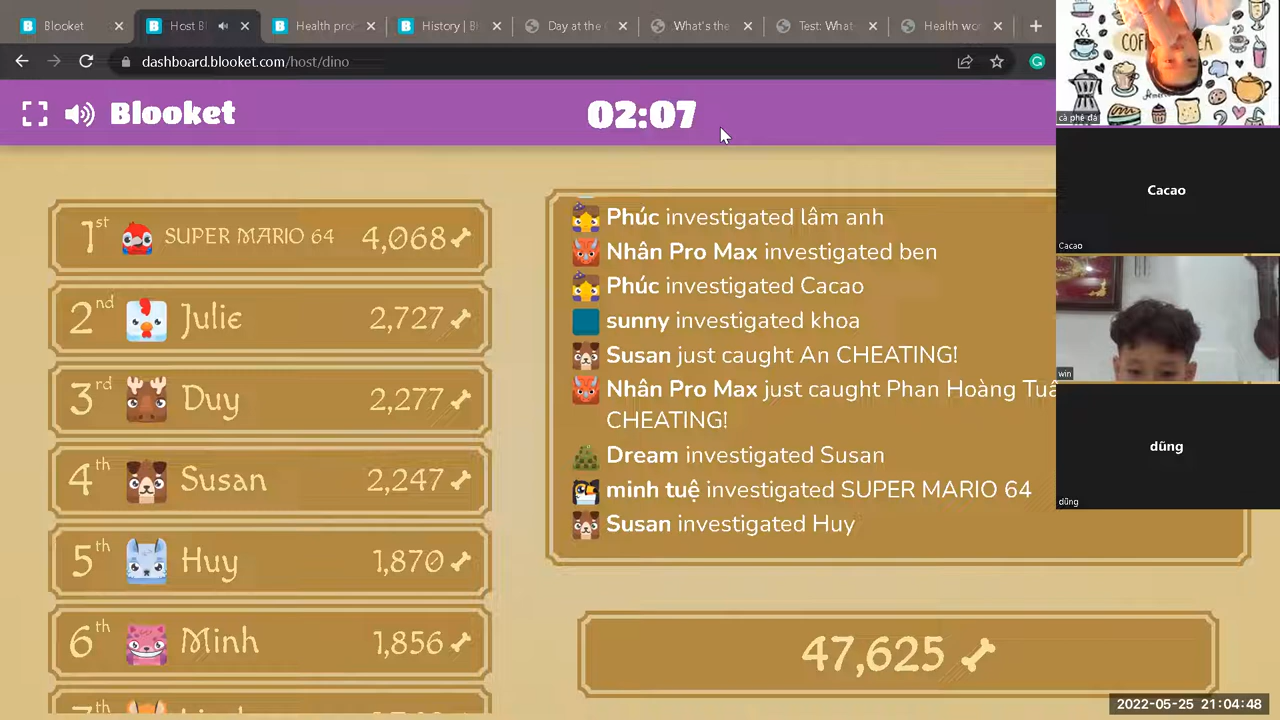 Blooket
Host Bl
Health pro
History | Bl
Day at the
What's the
Test: What
Health wo
dashboard.blooket.com/host/dino
Blooket
02:07
1st SUPER MARIO 64 4,068
2nd Julie 2,727
3rd Duy 2,277
4th Susan 2,247
5th Huy 1,870
6th Minh 1,856
Phúc investigated lâm anh
Nhân Pro Max investigated ben
Phúc investigated Cacao
sunny investigated khoa
Susan just caught An CHEATING!
Nhân Pro Max just caught Phan Hoàng Tuâ
CHEATING!
Dream investigated Susan
minh tuệ investigated SUPER MARIO 64
Susan investigated Huy
47,625
cà phê đá
Cacao
Cacao
win
dũng
dũng
2022-05-25 21:04:48